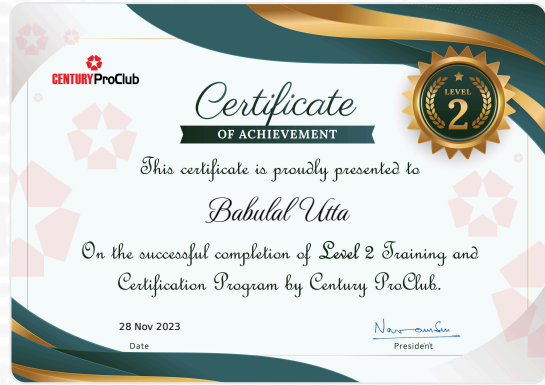 CENTURY ProClub
LEVEL
2
Certificate
OF ACHIEVEMENT
This certificate is proudly presented to
Babulal Utta
On the successful completion of Level 2 Training and
Certification Program by Century ProClub.
28 Nov 2023
Date
President